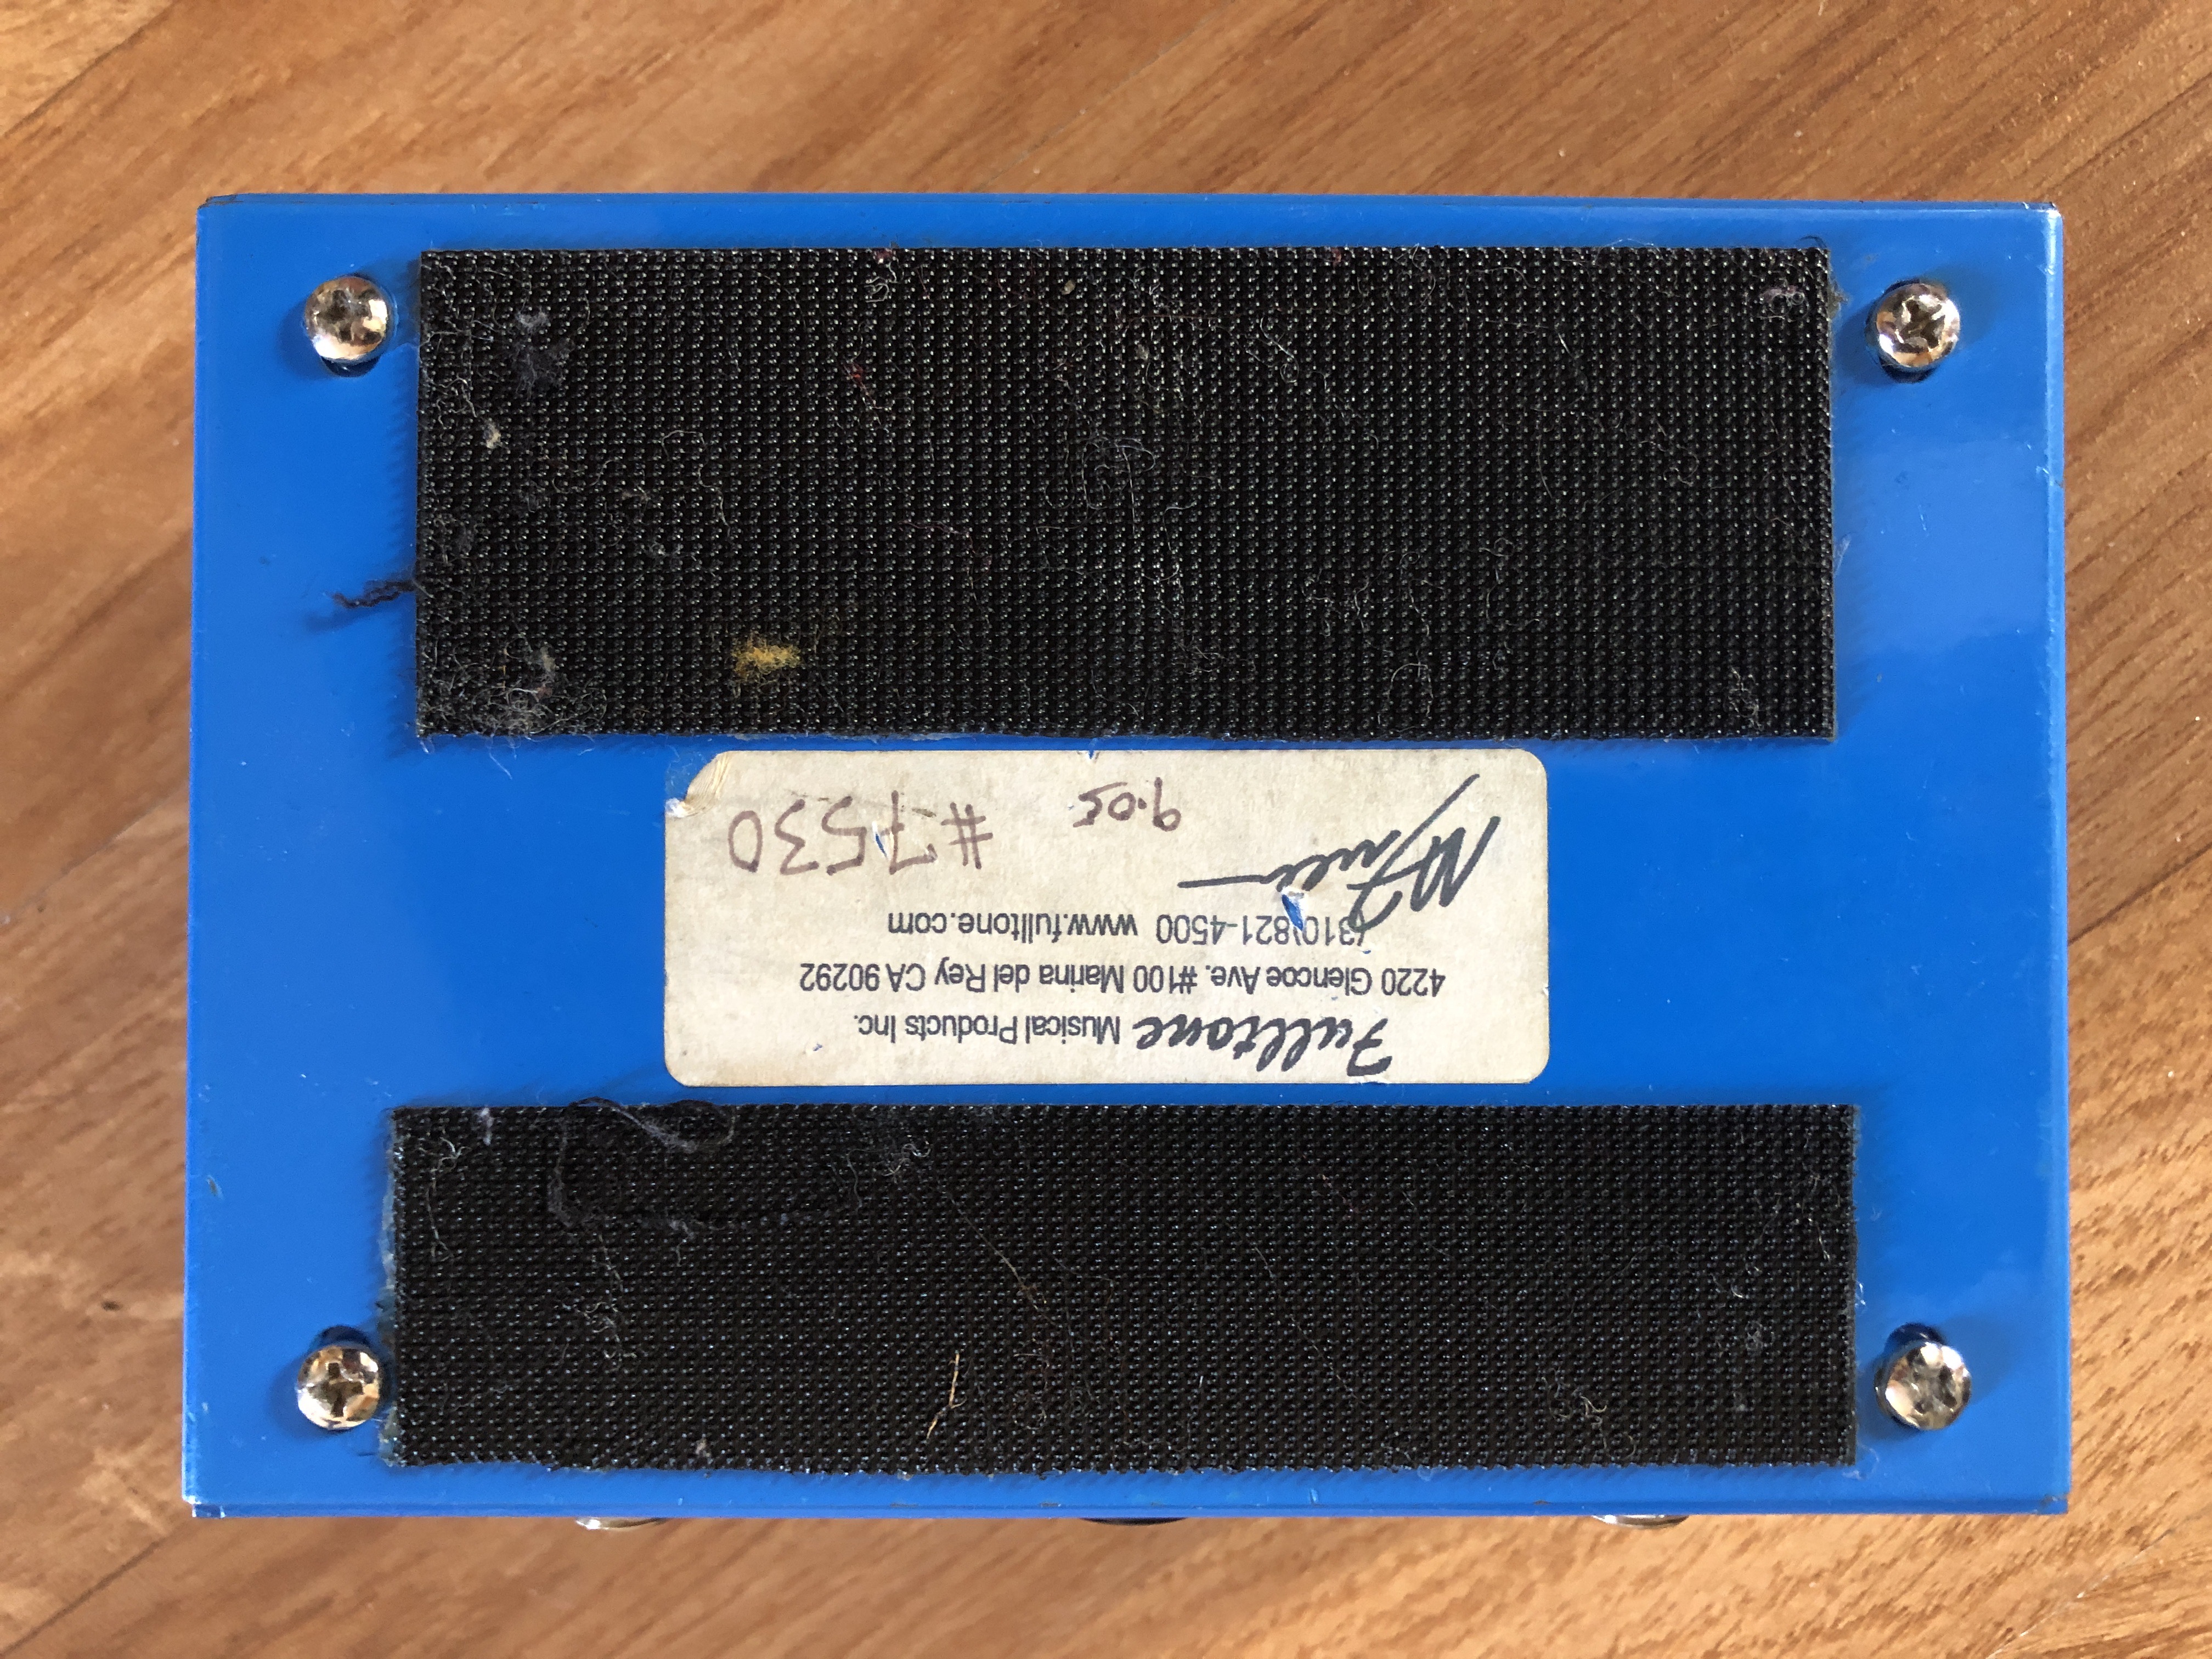 Fulltone Musical Products Inc.
4220 Glencoe Ave. #100 Marina del Rey CA 90292
(310)821-4500 www.fulltone.com
M Fuller
9.05
#7530